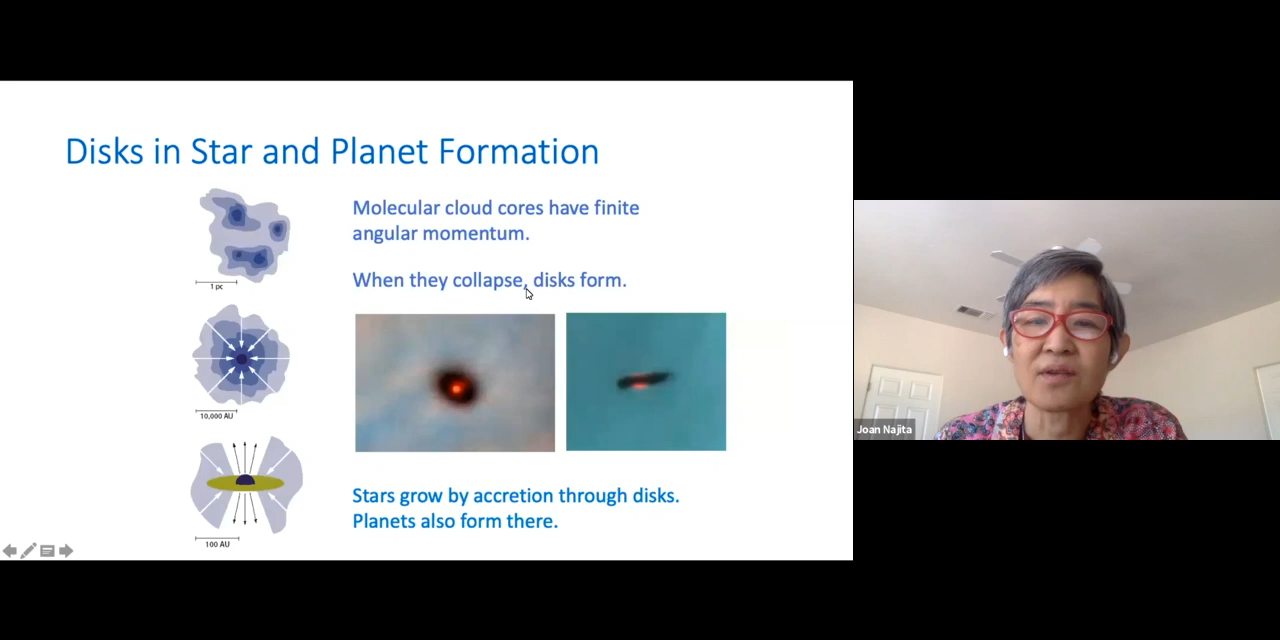 Disks in Star and Planet Formation
Molecular cloud cores have finite
angular momentum.
When they collapse, disks form.
1 pc
10,000 AU
100 AU
Stars grow by accretion through disks.
Planets also form there.
Joan Najita